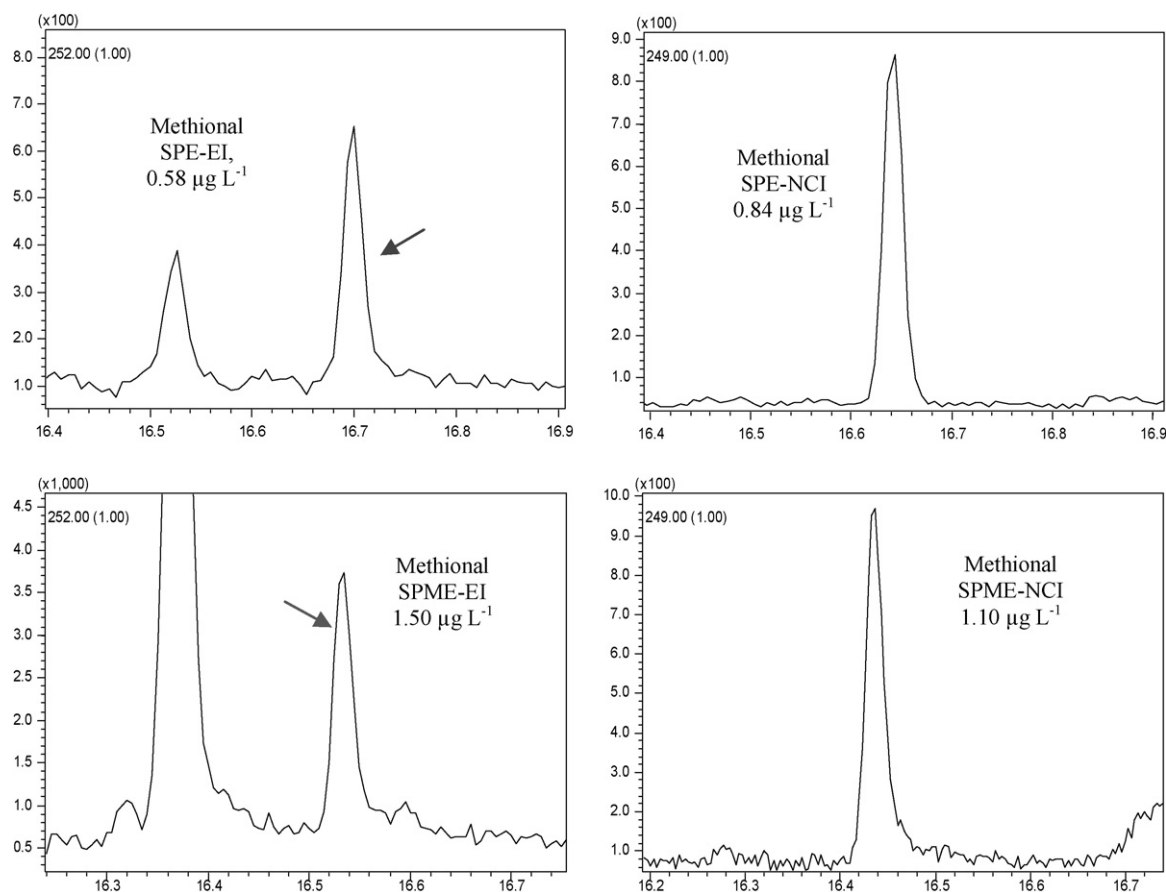 (x100)
252.00 (1.00)
8.0
7.0
6.0
5.0
4.0
3.0
2.0
1.0
Methional
SPE-EI,
0.58 µg L⁻¹
16.4 16.5 16.6 16.7 16.8 16.9
(x100)
9.0
249.00 (1.00)
8.0
7.0
6.0
5.0
4.0
3.0
2.0
1.0
Methional
SPE-NCI
0.84 µg L⁻¹
16.4 16.5 16.6 16.7 16.8 16.9
(x1,000)
4.5
252.00 (1.00)
4.0
3.5
3.0
2.5
2.0
1.5
1.0
0.5
Methional
SPME-EI
1.50 µg L⁻¹
16.3 16.4 16.5 16.6 16.7
(x100)
10.0
249.00 (1.00)
9.0
8.0
7.0
6.0
5.0
4.0
3.0
2.0
1.0
Methional
SPME-NCI
1.10 µg L⁻¹
16.2 16.3 16.4 16.5 16.6 16.7